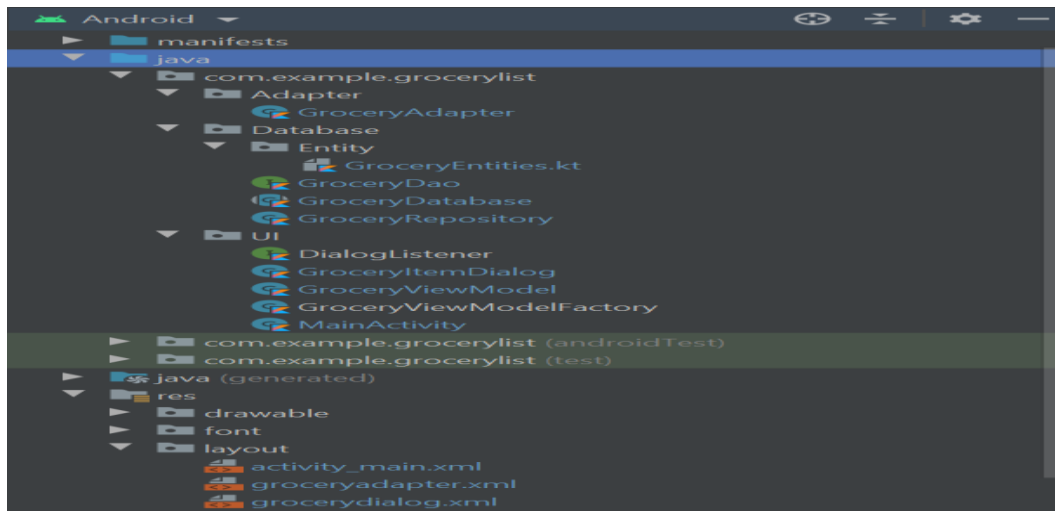 Android
manifests
java
com.example.grocerylist
Adapter
GroceryAdapter
Database
Entity
GroceryEntities.kt
GroceryDao
GroceryDatabase
GroceryRepository
UI
DialogListener
GroceryItemDialog
GroceryViewModel
GroceryViewModelFactory
MainActivity
com.example.grocerylist (androidTest)
com.example.grocerylist (test)
java (generated)
res
drawable
font
layout
activity_main.xml
groceryadapter.xml
grocerydialog.xml